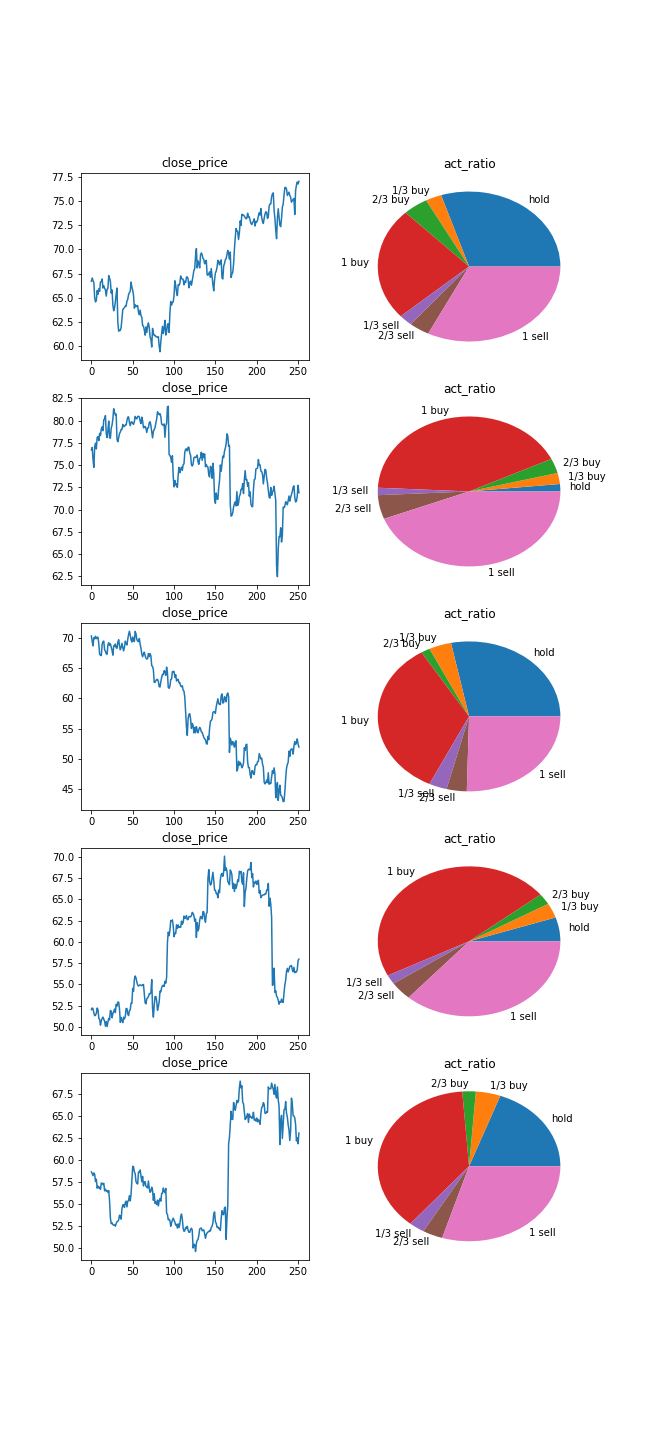 close_price
77.5
75.0
72.5
70.0
67.5
65.0
62.5
60.0
0 50 100 150 200 250
act_ratio
hold
1/3 buy
2/3 buy
1 buy
1/3 sell
2/3 sell
1 sell
close_price
82.5
80.0
77.5
75.0
72.5
70.0
67.5
65.0
62.5
0 50 100 150 200 250
act_ratio
1 buy
2/3 buy
1/3 buy
hold
1/3 sell
2/3 sell
1 sell
close_price
70
65
60
55
50
45
0 50 100 150 200 250
act_ratio
1/3 buy
2/3 buy
hold
1 buy
1 sell
1/3 sell
2/3 sell
close_price
70.0
67.5
65.0
62.5
60.0
57.5
55.0
52.5
50.0
0 50 100 150 200 250
act_ratio
1 buy
2/3 buy
1/3 buy
hold
1/3 sell
2/3 sell
1 sell
close_price
67.5
65.0
62.5
60.0
57.5
55.0
52.5
50.0
0 50 100 150 200 250
act_ratio
2/3 buy
1/3 buy
hold
1 buy
1/3 sell
2/3 sell
1 sell